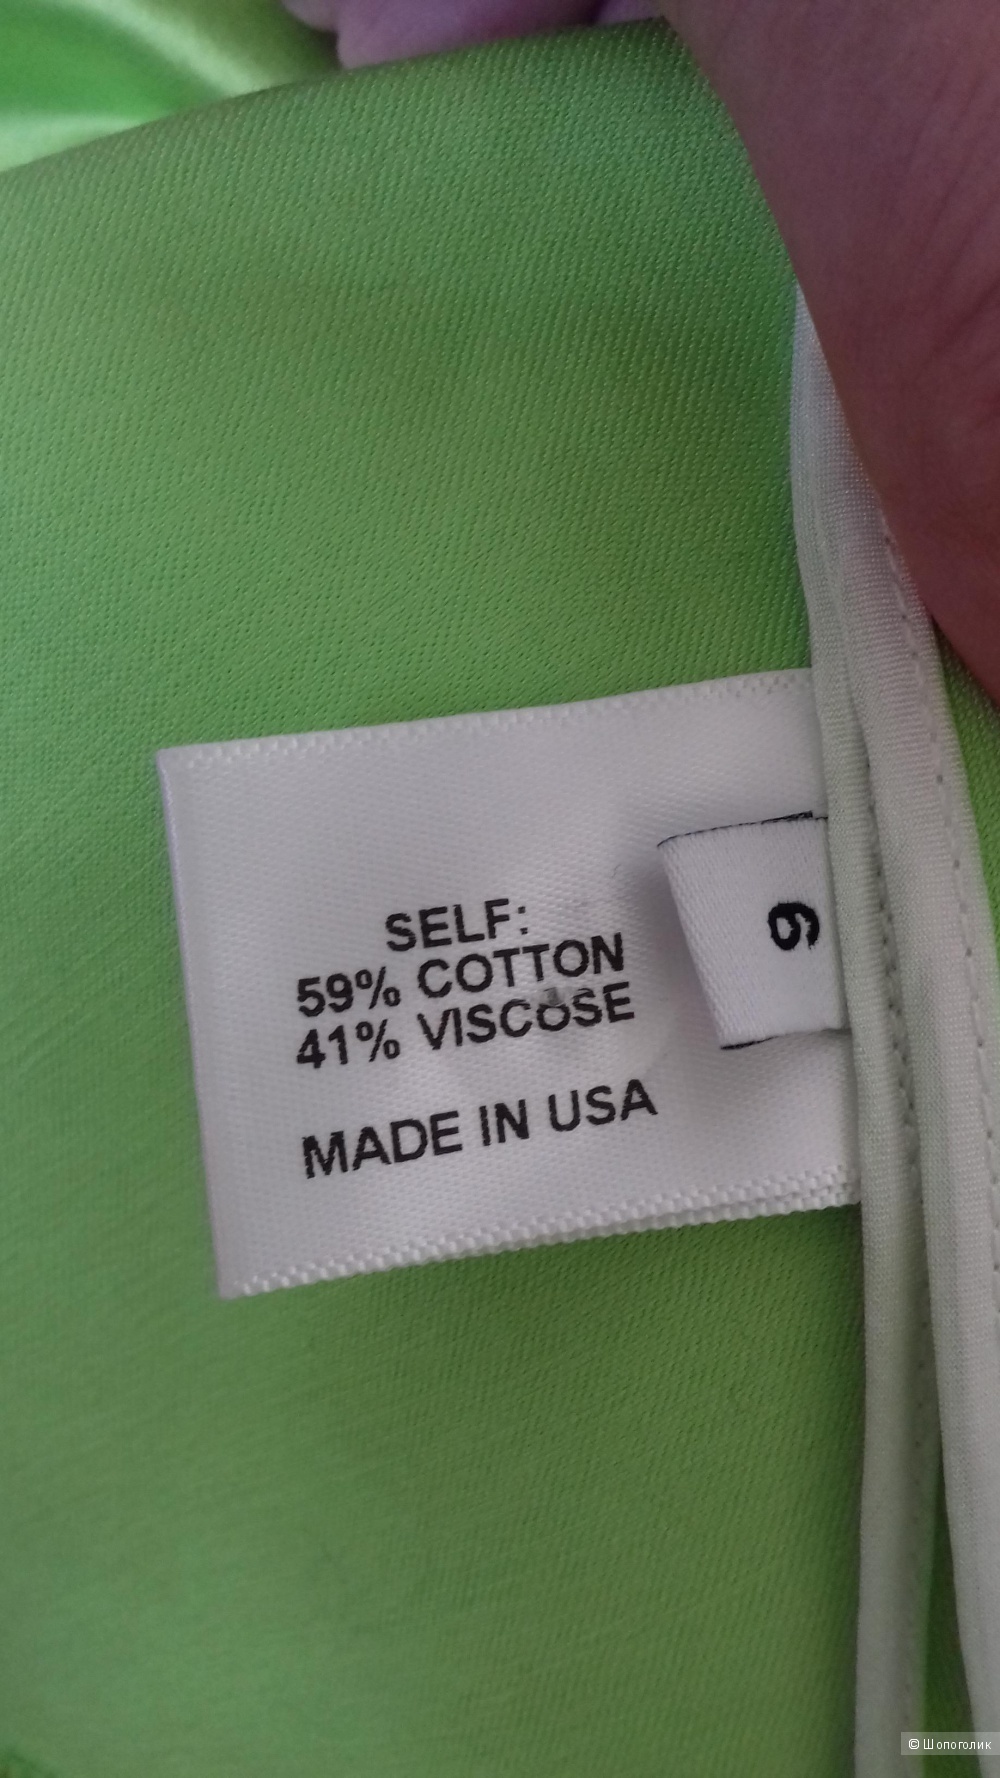 SELF:
59% COTTON
41% VISCOSE
MADE IN USA
6
© Шопоголик